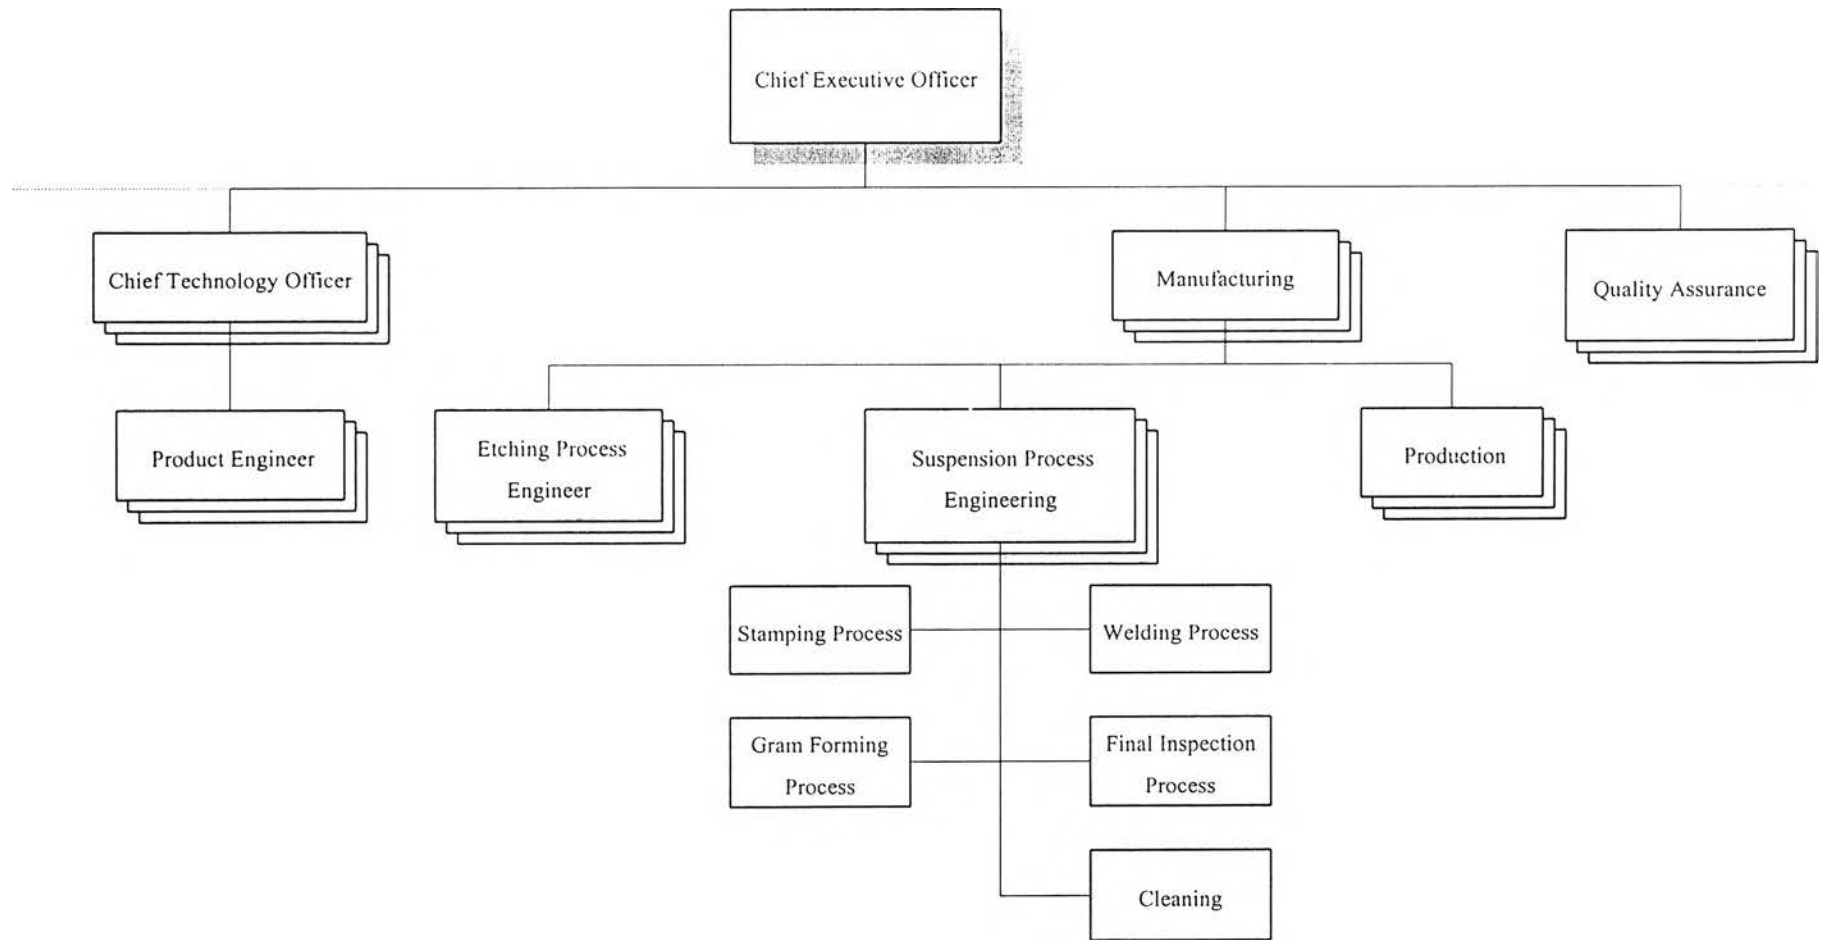 Chief Executive Officer
Chief Technology Officer
Manufacturing
Quality Assurance
Product Engineer
Etching Process
Engineer
Suspension Process
Engineering
Production
Stamping Process
Welding Process
Gram Forming
Process
Final Inspection
Process
Cleaning